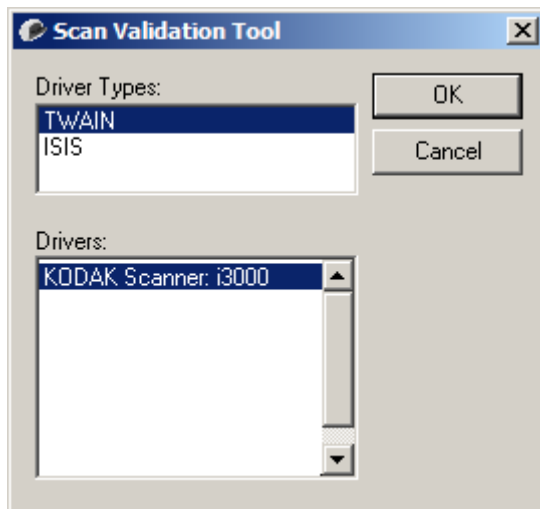 Scan Validation Tool
Driver Types:
TWAIN
ISIS
OK
Cancel
Drivers:
KODAK Scanner: i3000